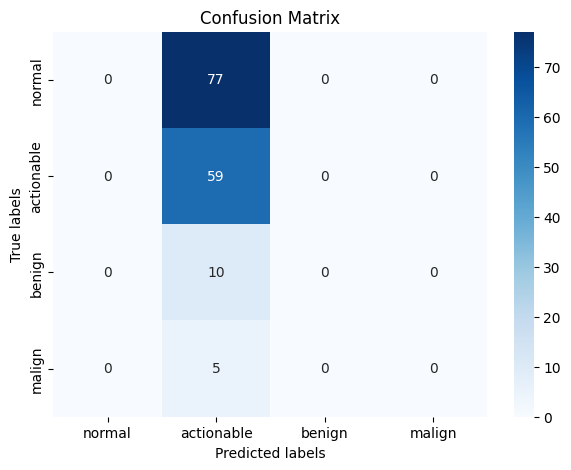 Confusion Matrix
True labels
normal
0 77 0 0
actionable
0 59 0 0
benign
0 10 0 0
malign
0 5 0 0
normal actionable benign malign
Predicted labels
70
60
50
40
30
20
10
0